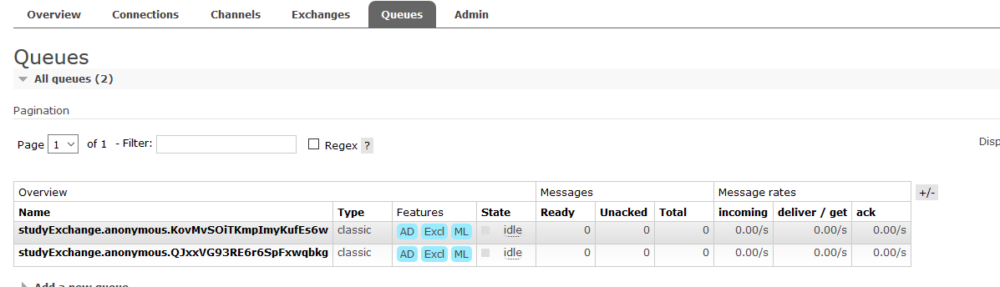 Overview Connections Channels Exchanges Queues Admin
Queues
All queues (2)
Pagination
Page 1 of 1 - Filter: Regex ?
Disp
Overview Messages Message rates +/-
Name Type Features State Ready Unacked Total incoming deliver / get ack
studyExchange.anonymous.KovMvSOiTKmpImyKufEs6w classic AD Excl ML idle 0 0 0 0.00/s 0.00/s 0.00/s
studyExchange.anonymous.QJxxVG93RE6r6SpFxwqbkg classic AD Excl ML idle 0 0 0 0.00/s 0.00/s 0.00/s
Add a new queue